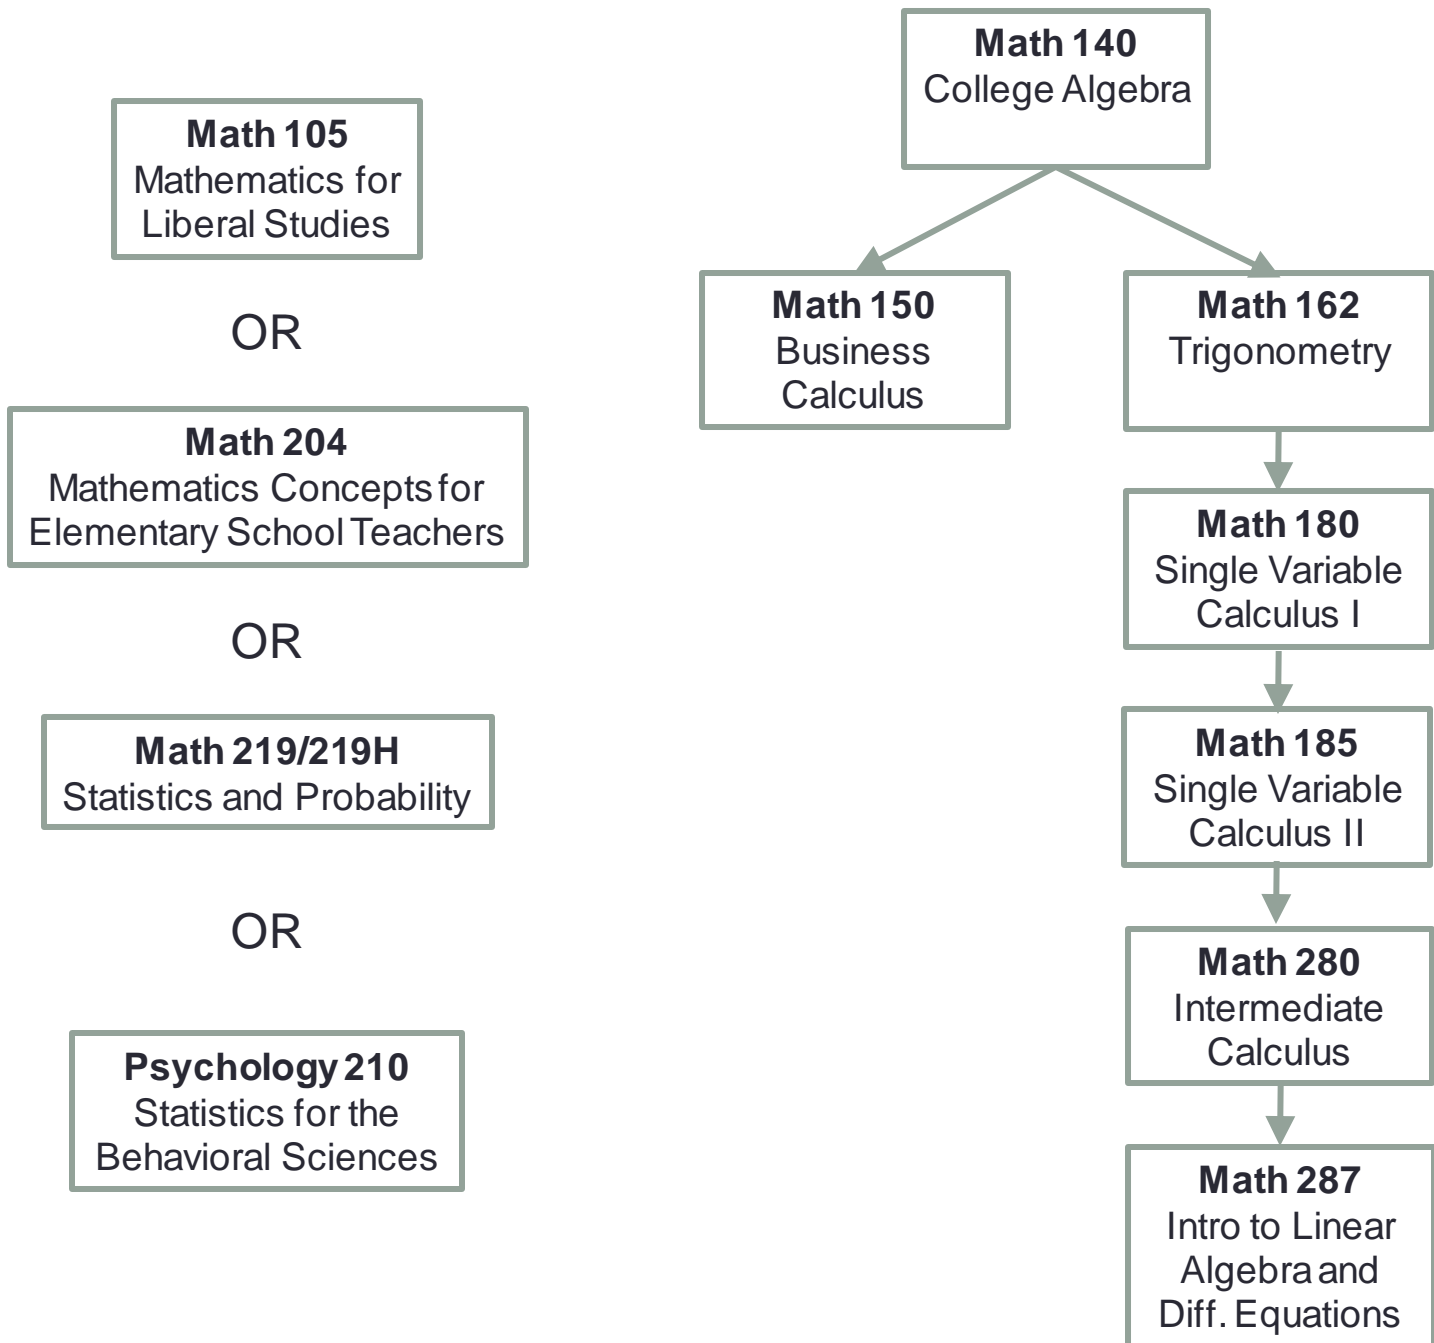 Math 105
Mathematics for
Liberal Studies
OR
Math 204
Mathematics Concepts for
Elementary School Teachers
OR
Math 219/219H
Statistics and Probability
OR
Psychology 210
Statistics for the
Behavioral Sciences
Math 140
College Algebra
Math 150
Business
Calculus
Math 162
Trigonometry
Math 180
Single Variable
Calculus I
Math 185
Single Variable
Calculus II
Math 280
Intermediate
Calculus
Math 287
Intro to Linear
Algebra and
Diff. Equations